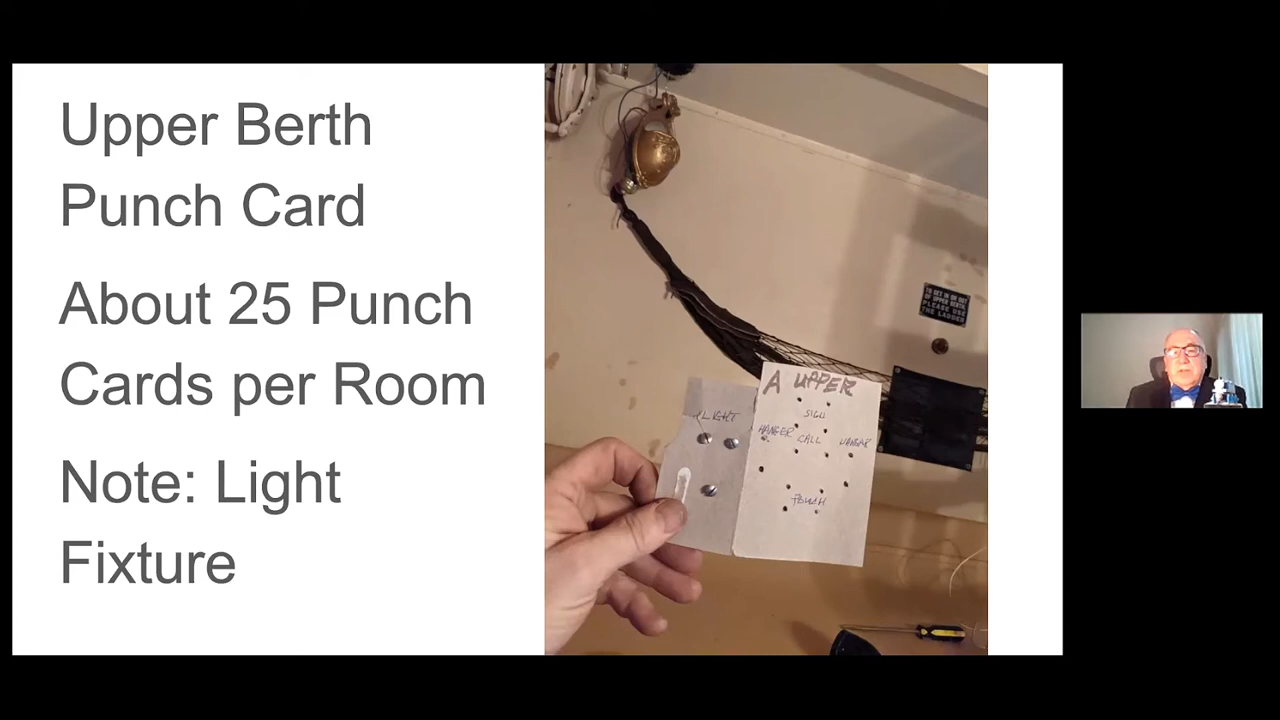 Upper Berth
Punch Card
About 25 Punch
Cards per Room
Note: Light
Fixture
TO GET IN OR OUT
OF UPPER BERTH,
PLEASE USE
THE LADDER
A UPPER
LIGHT
SIGN
HANGER CALL HANGER
POUCH